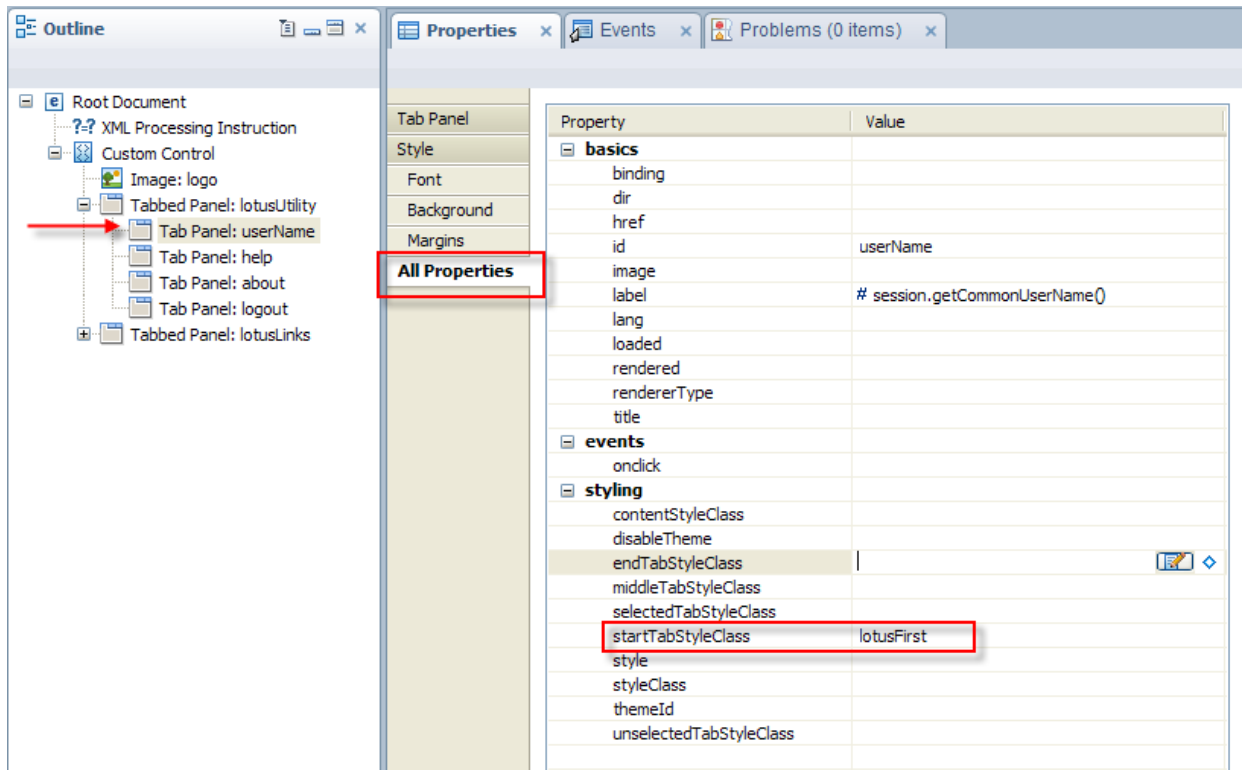 Outline
Root Document
?=? XML Processing Instruction
Custom Control
Image: logo
Tabbed Panel: lotusUtility
Tab Panel: userName
Tab Panel: help
Tab Panel: about
Tab Panel: logout
Tabbed Panel: lotusLinks
Properties Events Problems (0 items)
Tab Panel
Style
Font
Background
Margins
All Properties
Property Value
basics
binding
dir
href
id userName
image
label # session.getCommonUserName()
lang
loaded
rendered
rendererType
title
events
onclick
styling
contentStyleClass
disableTheme
endTabStyleClass
middleTabStyleClass
selectedTabStyleClass
startTabStyleClass lotusFirst
style
styleClass
themeId
unselectedTabStyleClass